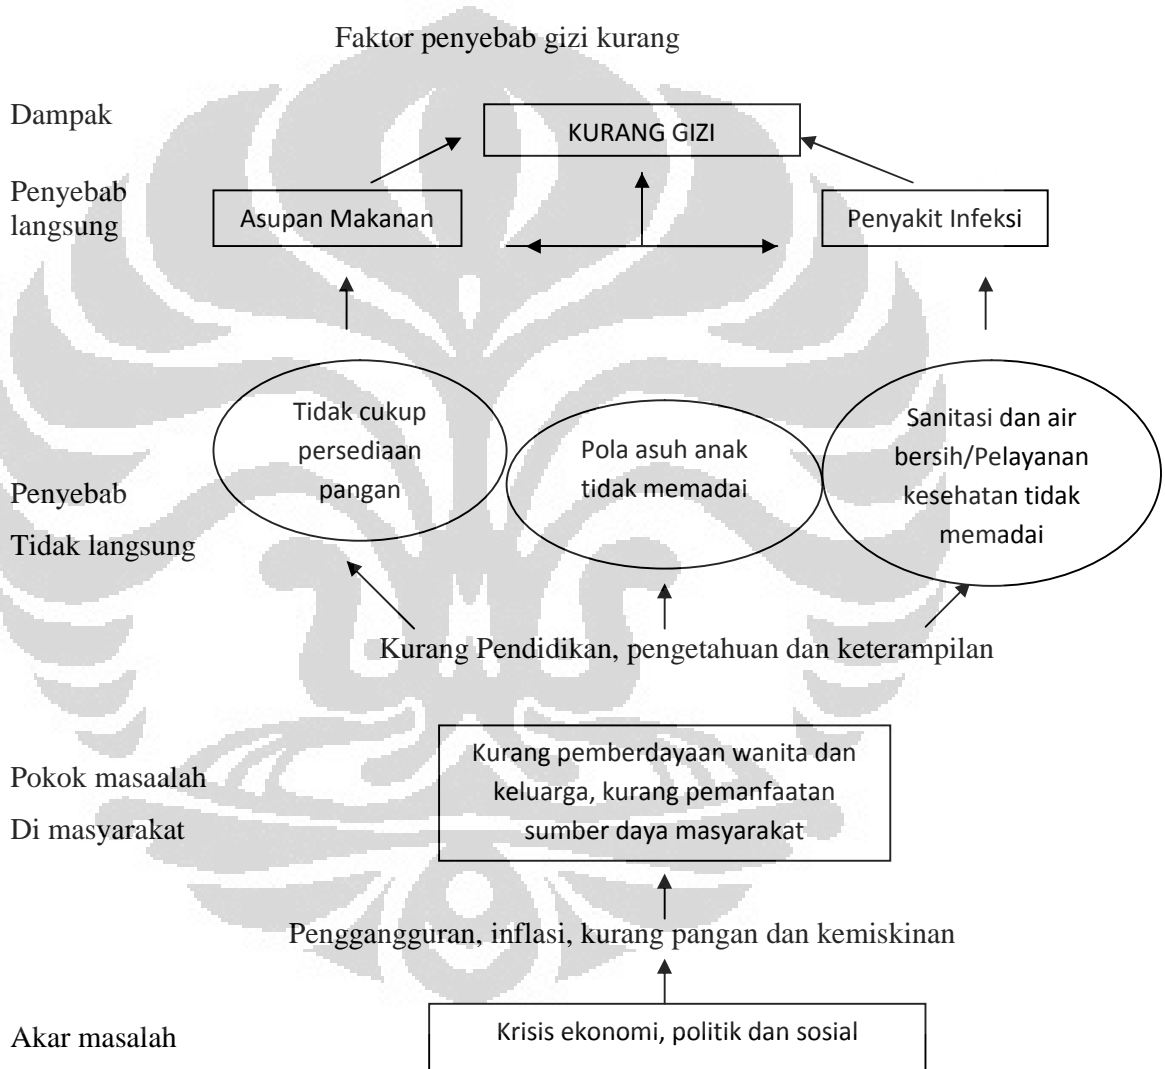 Faktor penyebab gizi kurang
Dampak
KURANG GIZI
Penyebab
langsung
Asupan Makanan
Penyakit Infeksi
Tidak cukup
persediaan
pangan
Pola asuh anak
tidak memadai
Sanitasi dan air
bersih/Pelayanan
kesehatan tidak
memadai
Penyebab
Tidak langsung
Kurang Pendidikan, pengetahuan dan keterampilan
Kurang pemberdayaan wanita dan
keluarga, kurang pemanfaatan
sumber daya masyarakat
Pokok masaalah
Di masyarakat
Penggangguran, inflasi, kurang pangan dan kemiskinan
Akar masalah
Krisis ekonomi, politik dan sosial